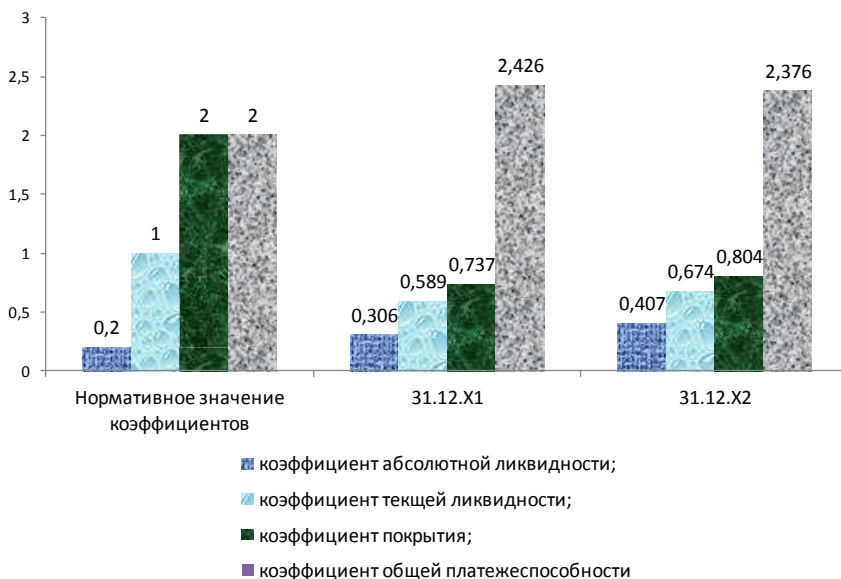 3
2,5
2
1,5
1
0,5
0
0,2
1
2
2
0,306
0,589
0,737
2,426
0,407
0,674
0,804
2,376
Нормативное значение
коэффициентов
31.12.X1
31.12.X2
коэффициент абсолютной ликвидности;
коэффициент текщей ликвидности;
коэффициент покрытия;
коэффициент общей платежеспособности